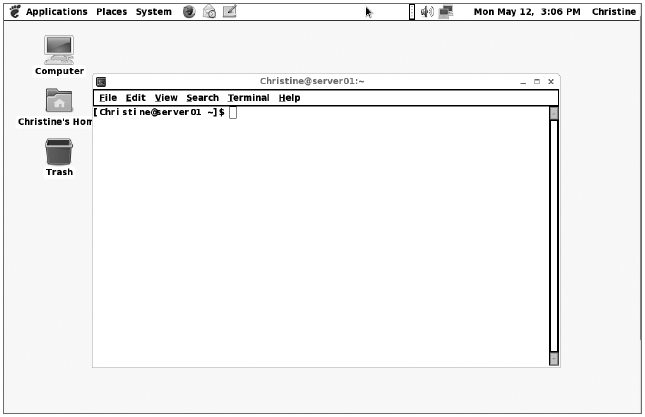 Applications Places System Mon May 12, 3:06 PM Christine
Computer
Christine's Hom
Trash
Christine@server01:~
File Edit View Search Terminal Help
[Christine@server01 ~]$